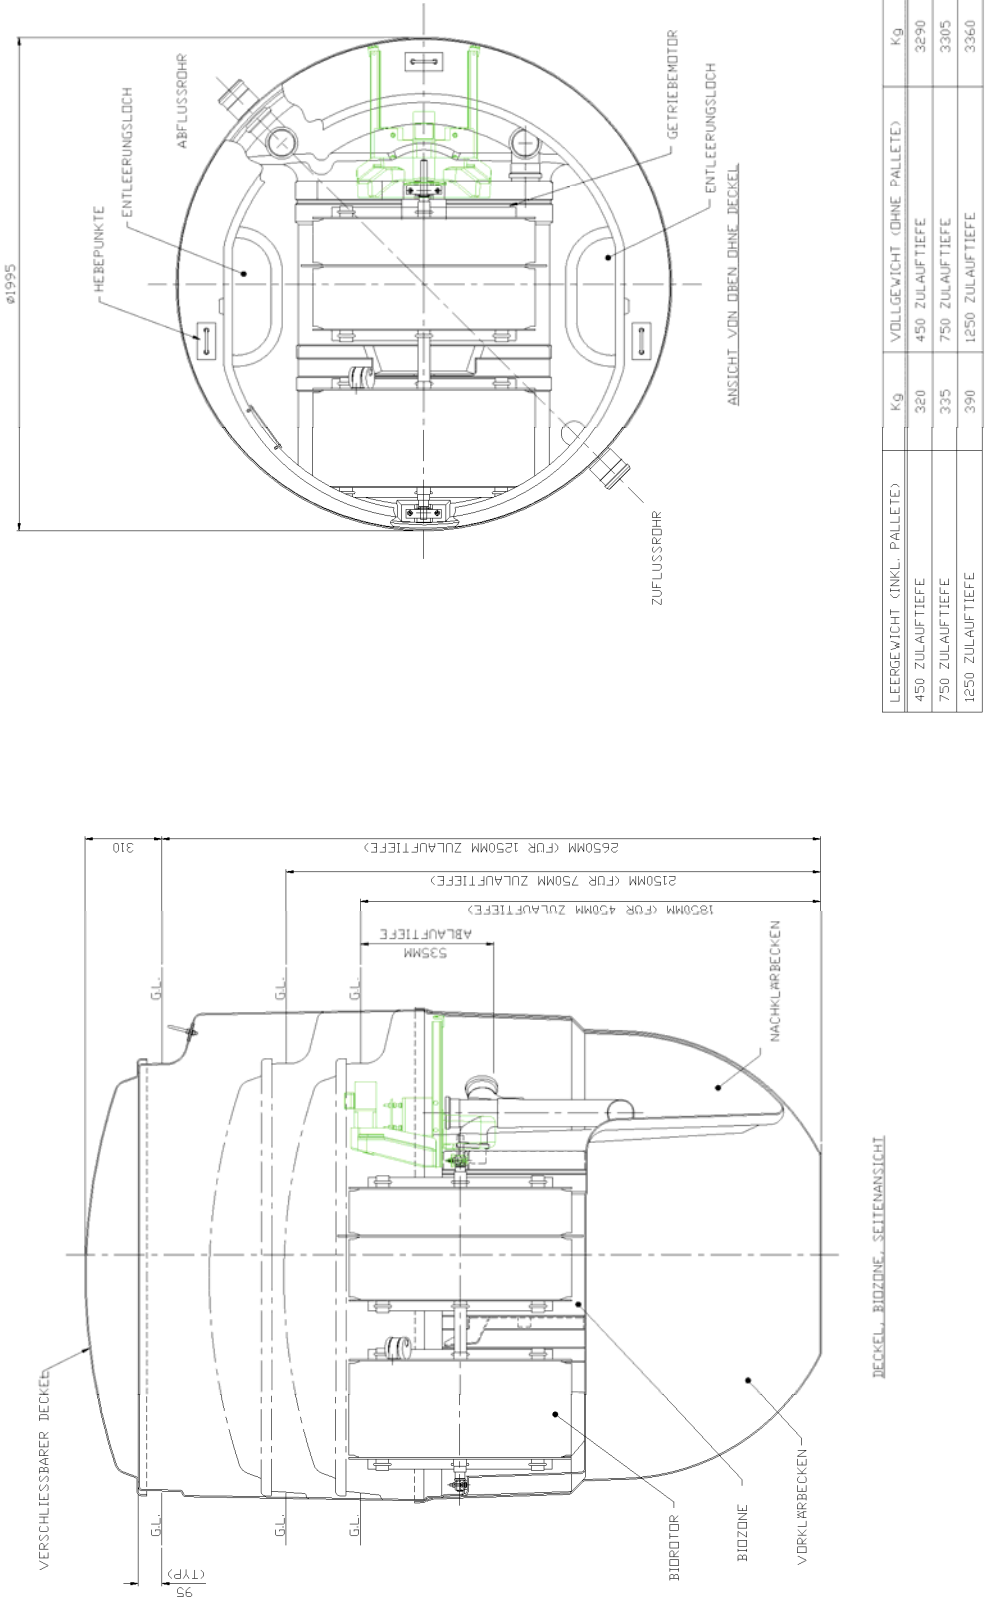 ø1995
HEBEPUNKTE
ENTLEERUNGSLOCH
ABFLUSSROHR
GETRIEBEMOTOR
ENTLEERUNGSLOCH
ZUFLUSSROHR
ANSICHT VON OBEN OHNE DECKEL
LEERGEWICHT (INKL. PALLETE) Kg VOLLGEWICHT (OHNE PALLETE) Kg
450 ZULAUFTIEFE 320 450 ZULAUFTIEFE 3290
750 ZULAUFTIEFE 335 750 ZULAUFTIEFE 3305
1250 ZULAUFTIEFE 390 1250 ZULAUFTIEFE 3360
310
2650MM (FUR 1250MM ZULAUFTIEFE)
2150MM (FUR 750MM ZULAUFTIEFE)
1850MM (FUR 450MM ZULAUFTIEFE)
535MM
ABLAUFTIEFE
G.L.
G.L.
G.L.
NACHKLÄRBECKEN
VERSCHLIESSBARER DECKEL
G.L.
G.L.
G.L.
95
(TYP)
BIOROTOR
BIOZONE
VORKLÄRBECKEN
DECKEL, BIOZONE, SEITENANSICHT